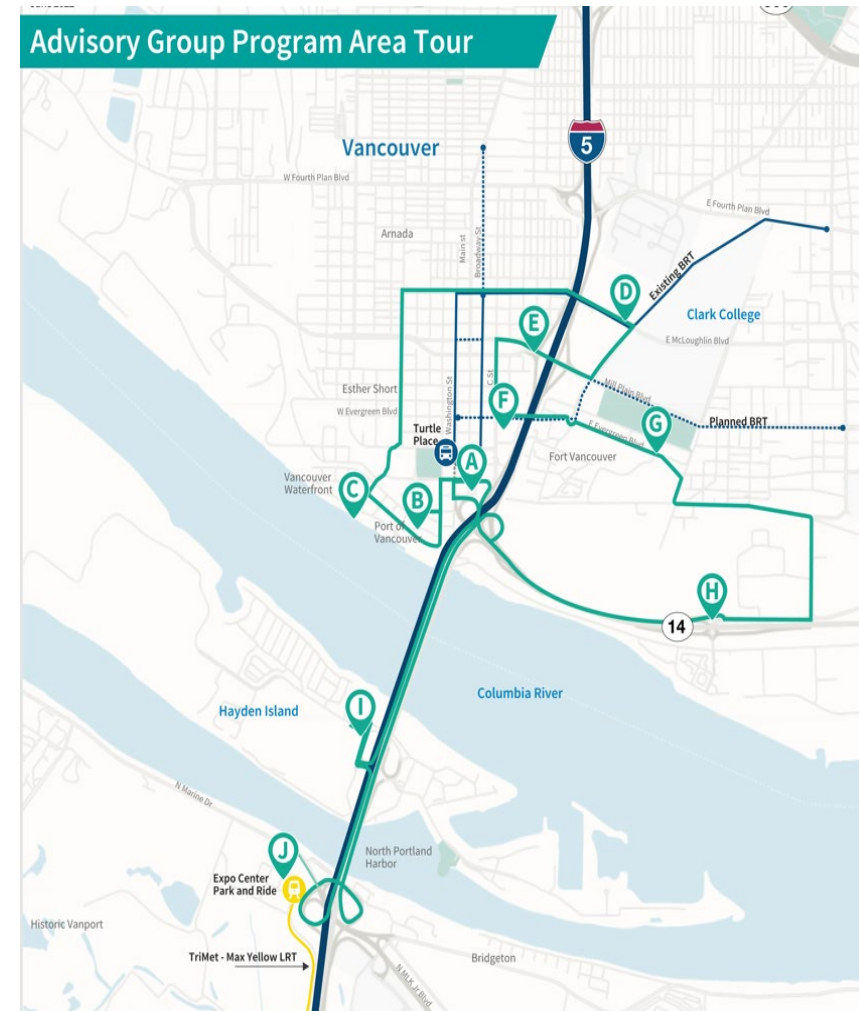 Advisory Group Program Area Tour
5
Vancouver
W Fourth Plan Blvd
E Fourth Plan Blvd
Arnada
Main st
Broadway St
Existing BRT
D
Clark College
E
E McLoughlin Blvd
C St
Mill Plain Blvd
Esther Short
W Evergreen Blvd
Washington St
F
Turtle
Place
E Evergreen Blvd
G
Planned BRT
A
Fort Vancouver
Vancouver
Waterfront
C
B
Port of
Vancouver
H
14
Columbia River
Hayden Island
I
N Marine Dr
J
North Portland
Harbor
Expo Center
Park and Ride
Historic Vanport
TriMet - Max Yellow LRT
Bridgeton
N MLK Jr Blvd